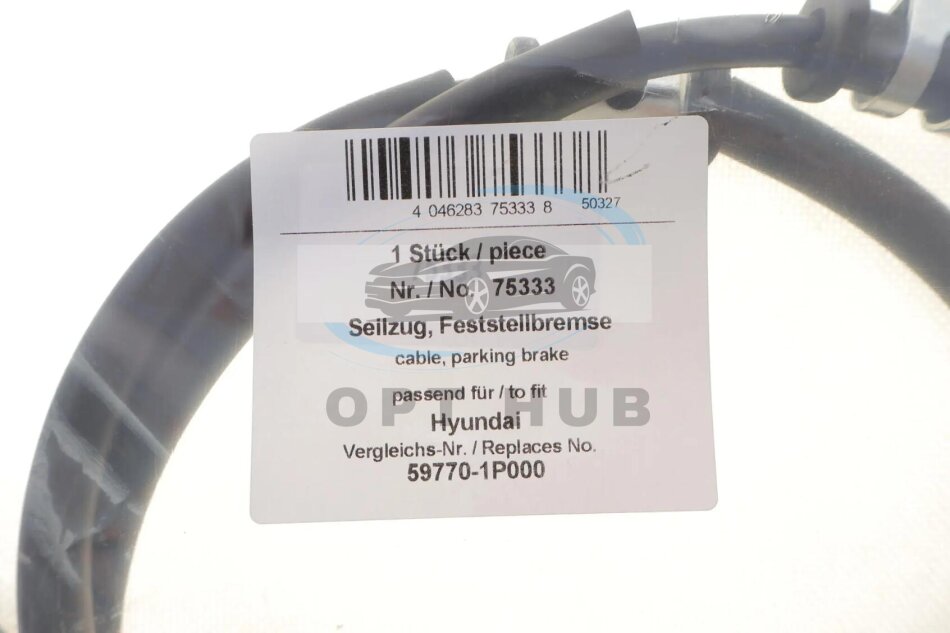 4 046283 75333 8 50327
1 Stück / piece
Nr. / No. 75333
Seilzug, Feststellbremse
cable, parking brake
passend für / to fit
OPT HUB
Hyundai
Vergleichs-Nr. / Replaces No.
59770-1P000